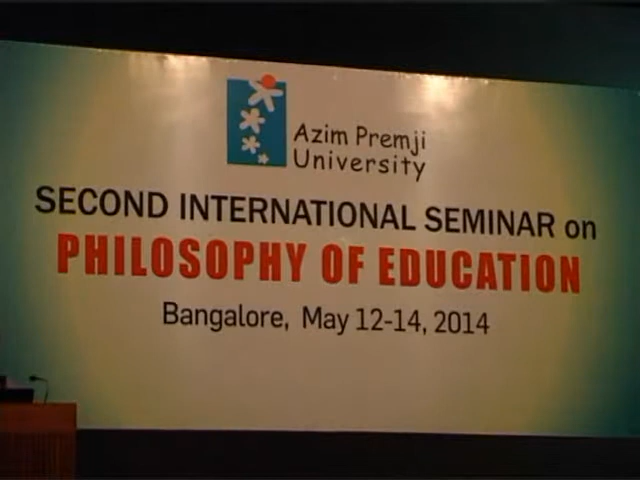 Azim Premji
University
SECOND INTERNATIONAL SEMINAR on
PHILOSOPHY OF EDUCATION
Bangalore, May 12-14, 2014